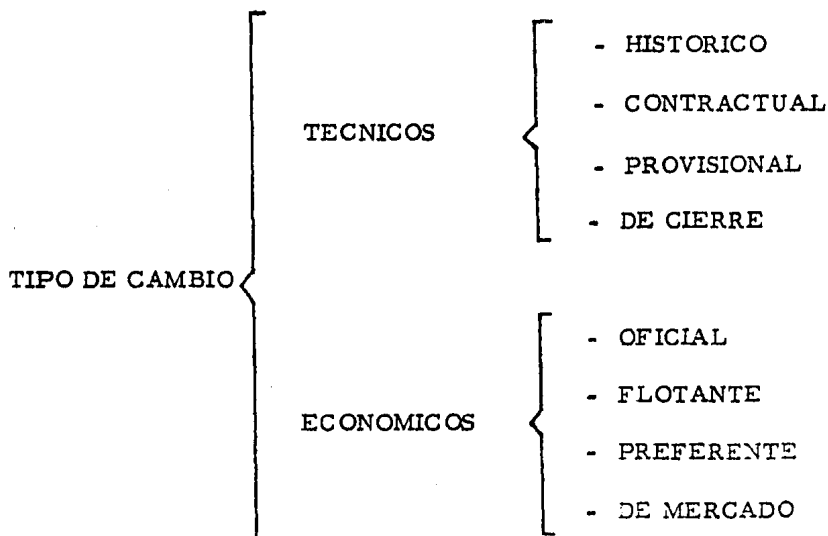 TIPO DE CAMBIO
TECNICOS
- HISTORICO
- CONTRACTUAL
- PROVISIONAL
- DE CIERRE
ECONOMICOS
- OFICIAL
- FLOTANTE
- PREFERENTE
- DE MERCADO